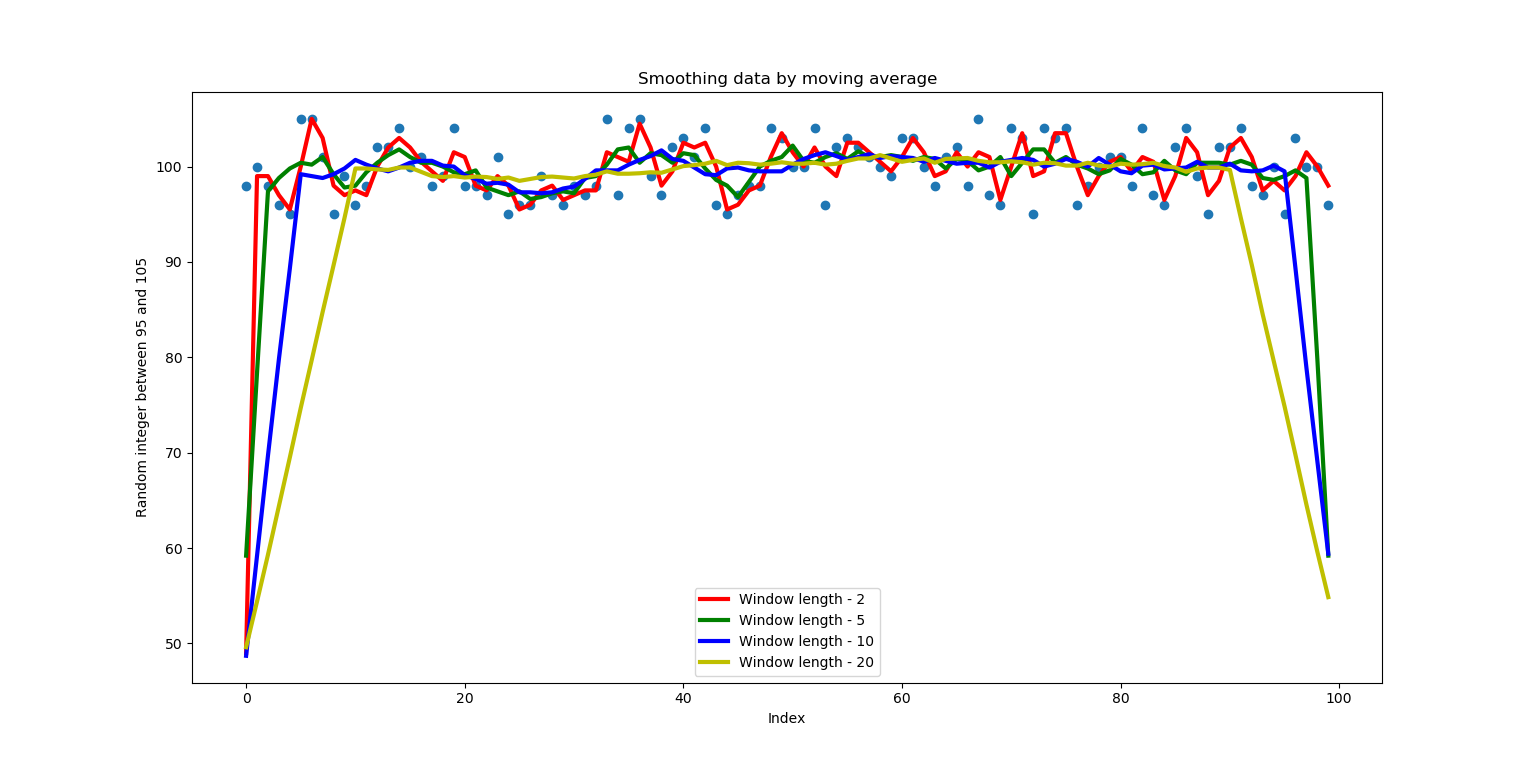 Smoothing data by moving average
Random integer between 95 and 105
100
90
80
70
60
50
Window length - 2
Window length - 5
Window length - 10
Window length - 20
0 20 40 60 80 100
Index